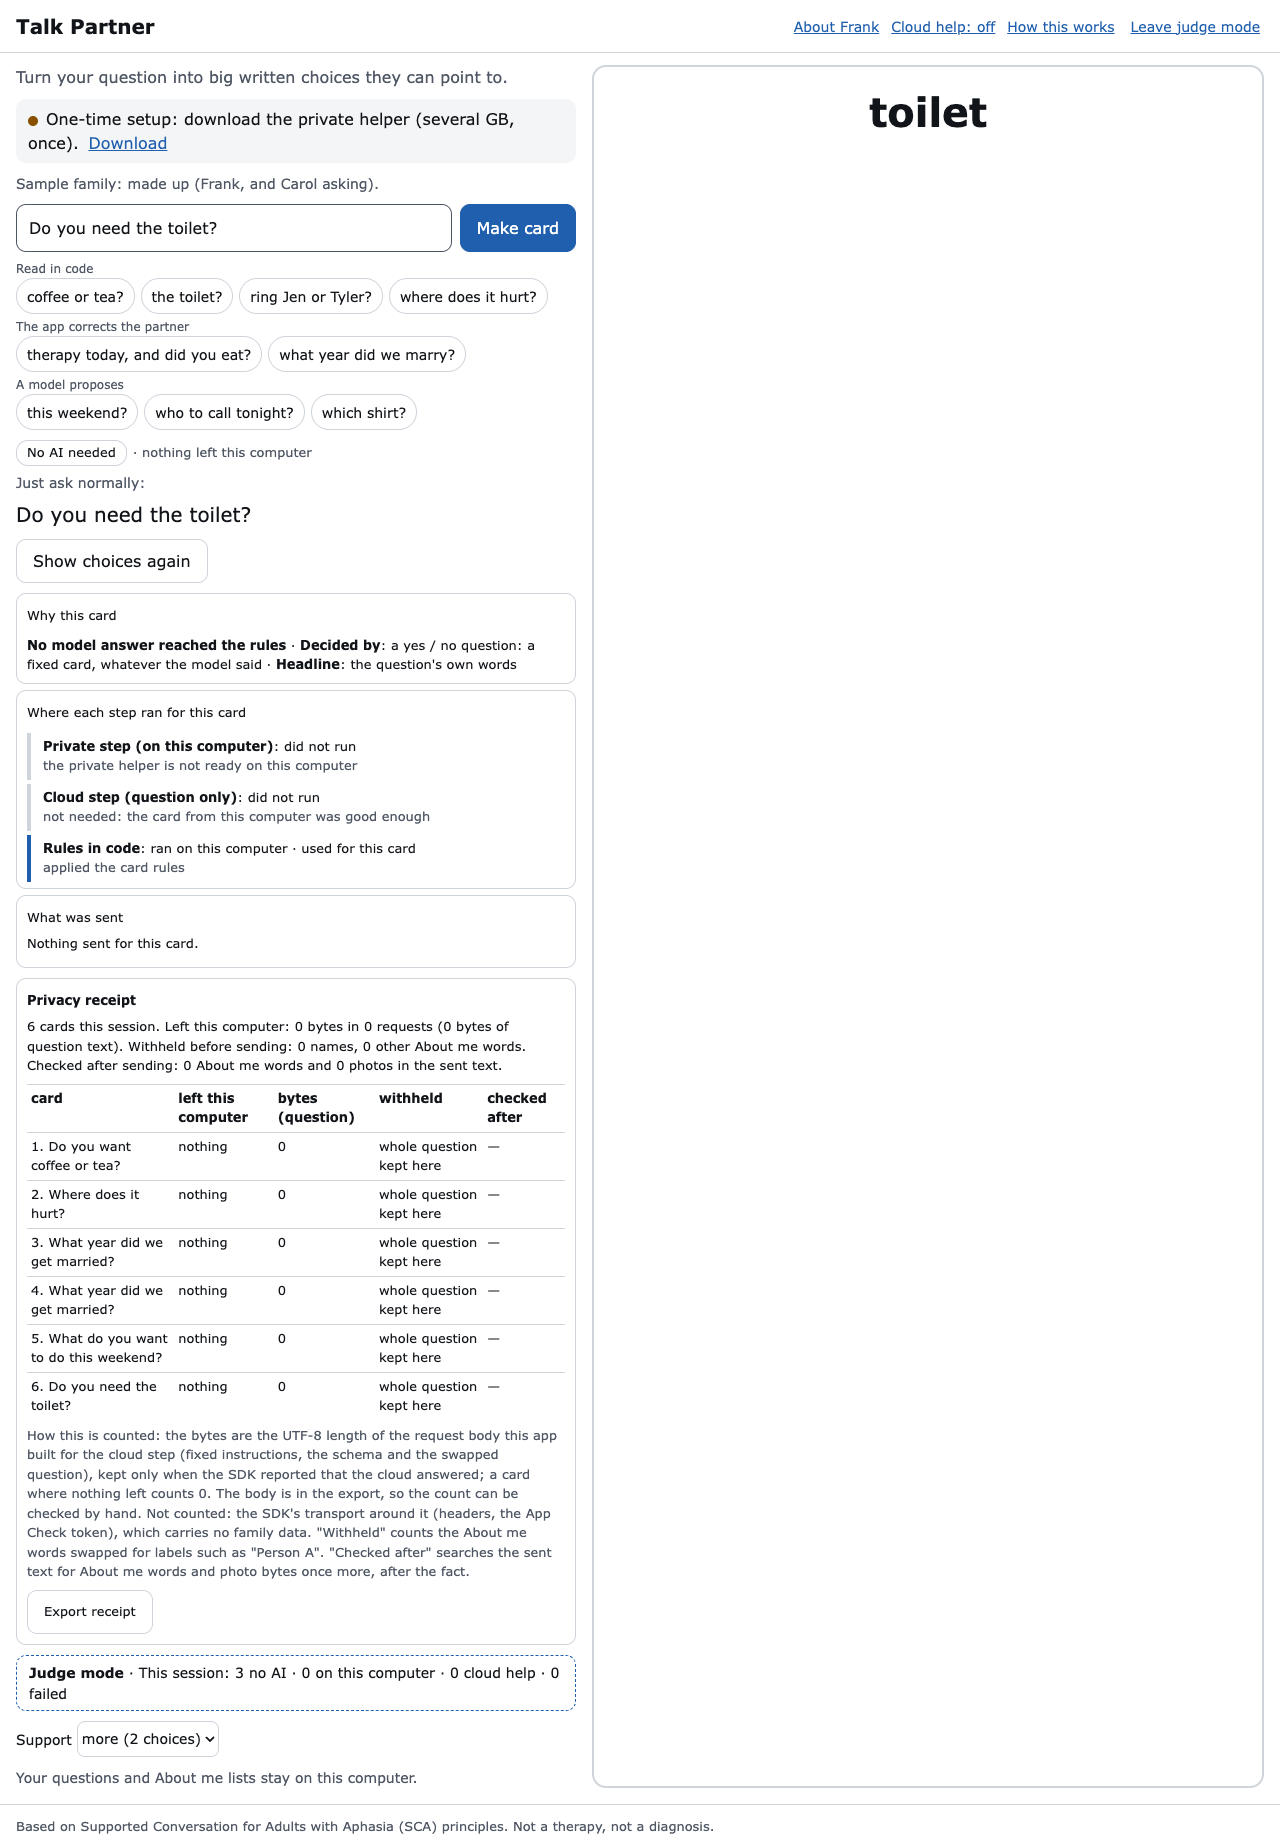 Talk Partner
About Frank Cloud help: off How this works Leave judge mode
Turn your question into big written choices they can point to.
One-time setup: download the private helper (several GB,
once). Download
Sample family: made up (Frank, and Carol asking).
Do you need the toilet? Make card
Read in code
coffee or tea? the toilet? ring Jen or Tyler? where does it hurt?
The app corrects the partner
therapy today, and did you eat? what year did we marry?
A model proposes
this weekend? who to call tonight? which shirt?
No AI needed · nothing left this computer
Just ask normally:
Do you need the toilet?
Show choices again
Why this card
No model answer reached the rules · Decided by: a yes / no question: a
fixed card, whatever the model said · Headline: the question's own words
Where each step ran for this card
Private step (on this computer): did not run
the private helper is not ready on this computer
Cloud step (question only): did not run
not needed: the card from this computer was good enough
Rules in code: ran on this computer · used for this card
applied the card rules
What was sent
Nothing sent for this card.
Privacy receipt
6 cards this session. Left this computer: 0 bytes in 0 requests (0 bytes of
question text). Withheld before sending: 0 names, 0 other About me words.
Checked after sending: 0 About me words and 0 photos in the sent text.
card left this bytes withheld checked
computer (question) after
1. Do you want nothing 0 whole question —
coffee or tea? kept here
2. Where does it nothing 0 whole question —
hurt? kept here
3. What year did we nothing 0 whole question —
get married? kept here
4. What year did we nothing 0 whole question —
get married? kept here
5. What do you want nothing 0 whole question —
to do this weekend? kept here
6. Do you need the nothing 0 whole question —
toilet? kept here
How this is counted: the bytes are the UTF-8 length of the request body this app
built for the cloud step (fixed instructions, the schema and the swapped
question), kept only when the SDK reported that the cloud answered; a card
where nothing left counts 0. The body is in the export, so the count can be
checked by hand. Not counted: the SDK's transport around it (headers, the App
Check token), which carries no family data. "Withheld" counts the About me
words swapped for labels such as "Person A". "Checked after" searches the sent
text for About me words and photo bytes once more, after the fact.
Export receipt
Judge mode · This session: 3 no AI · 0 on this computer · 0 cloud help · 0
failed
Support more (2 choices)
Your questions and About me lists stay on this computer.
toilet
Based on Supported Conversation for Adults with Aphasia (SCA) principles. Not a therapy, not a diagnosis.